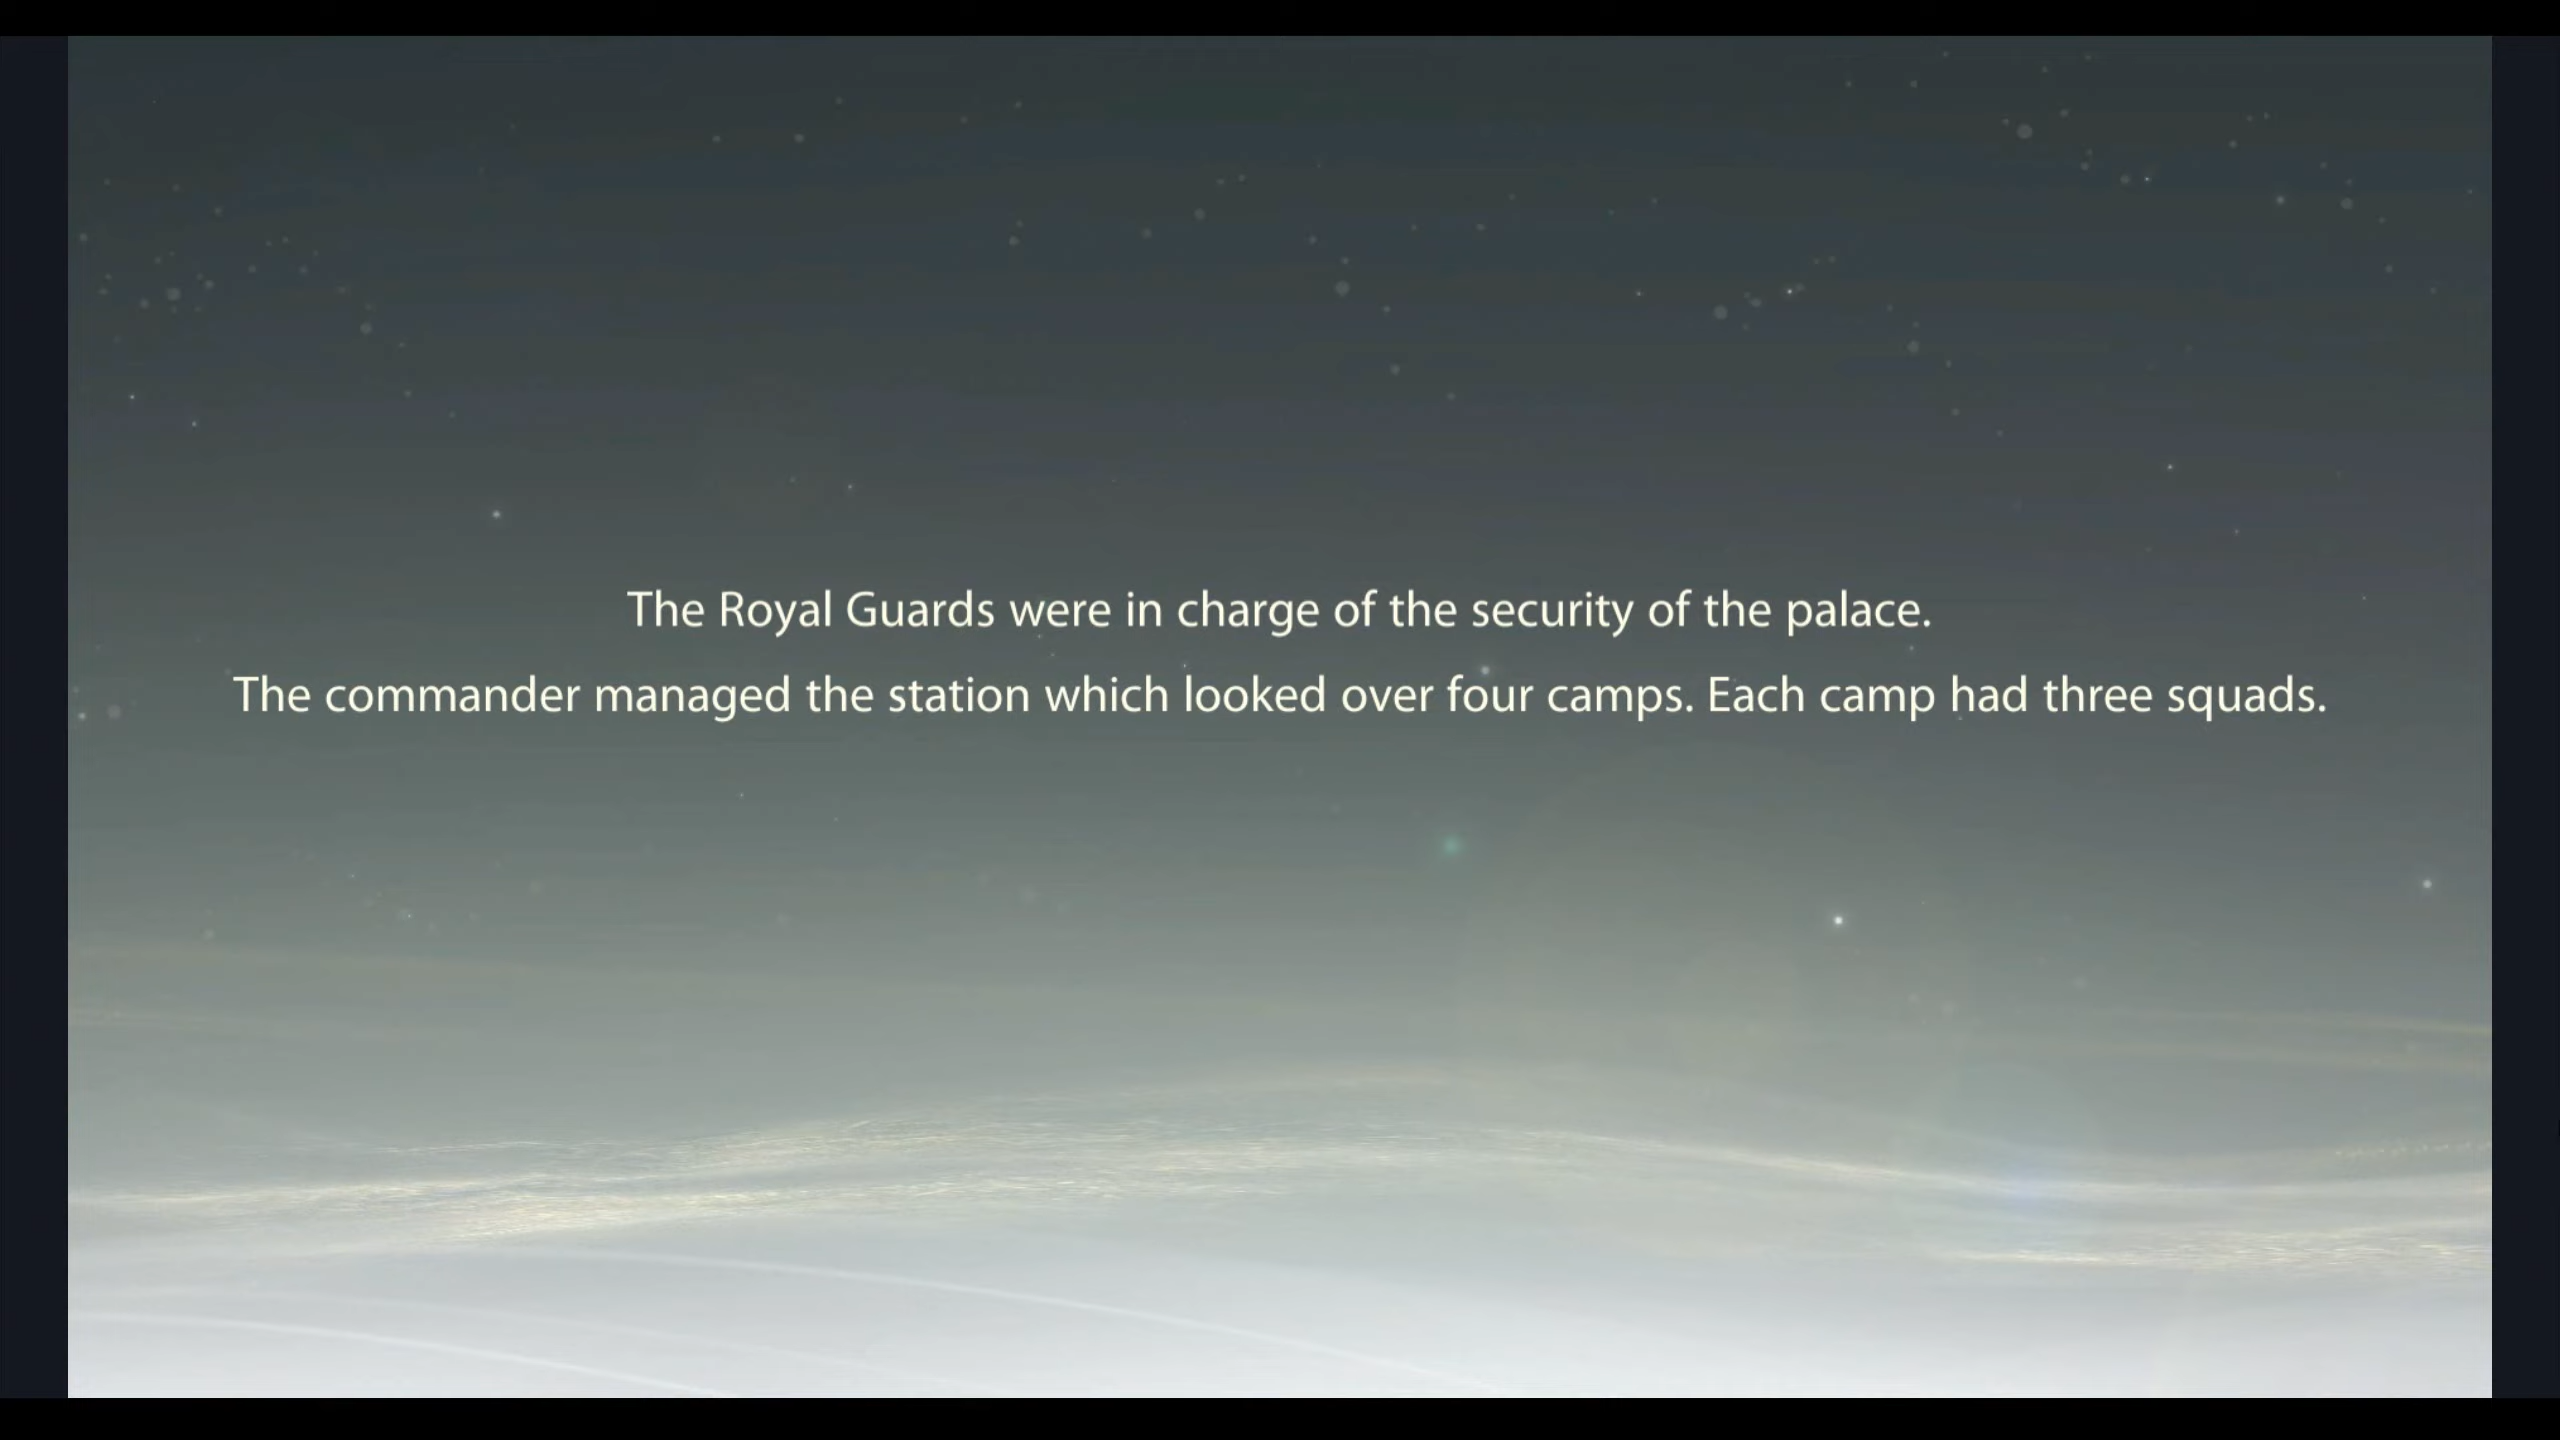 The Royal Guards were in charge of the security of the palace.
The commander managed the station which looked over four camps. Each camp had three squads.